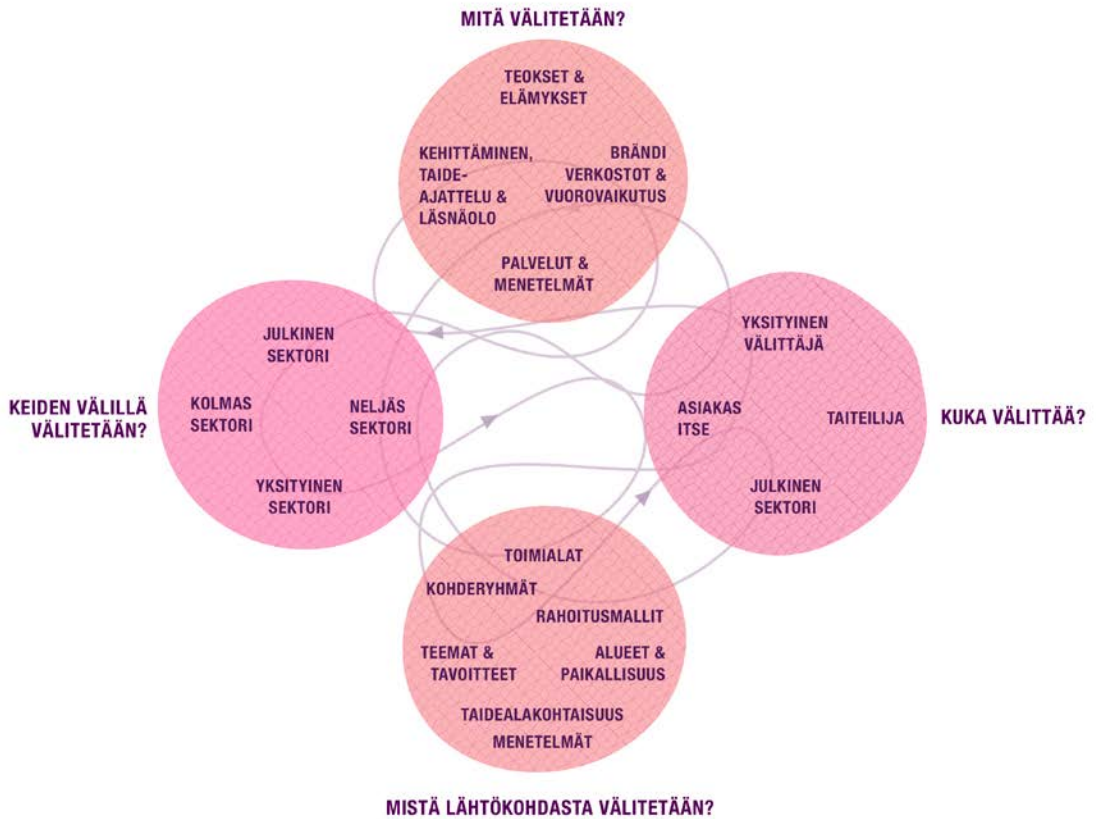 MITÄ VÄLITETÄÄN?
TEOKSET &
ELÄMYKSET
KEHITTÄMINEN,
TAIDE-
AJATTELU &
LÄSNÄOLO
BRÄNDI
VERKOSTOT &
VUOROVAIKUTUS
PALVELUT &
MENETELMÄT
KEIDEN VÄLILLÄ
VÄLITETÄÄN?
JULKINEN
SEKTORI
KOLMAS
SEKTORI
NELJÄS
SEKTORI
YKSITYINEN
SEKTORI
YKSITYINEN
VÄLITTÄJÄ
ASIAKAS
ITSE
TAITEILIJA
JULKINEN
SEKTORI
KUKA VÄLITTÄÄ?
TOIMIALAT
KOHDERYHMÄT
RAHOITUSMALLIT
TEEMAT &
TAVOITTEET
ALUEET &
PAIKALLISUUS
TAIDEALAKOHTAISUUS
MENETELMÄT
MISTÄ LÄHTÖKOHDASTA VÄLITETÄÄN?